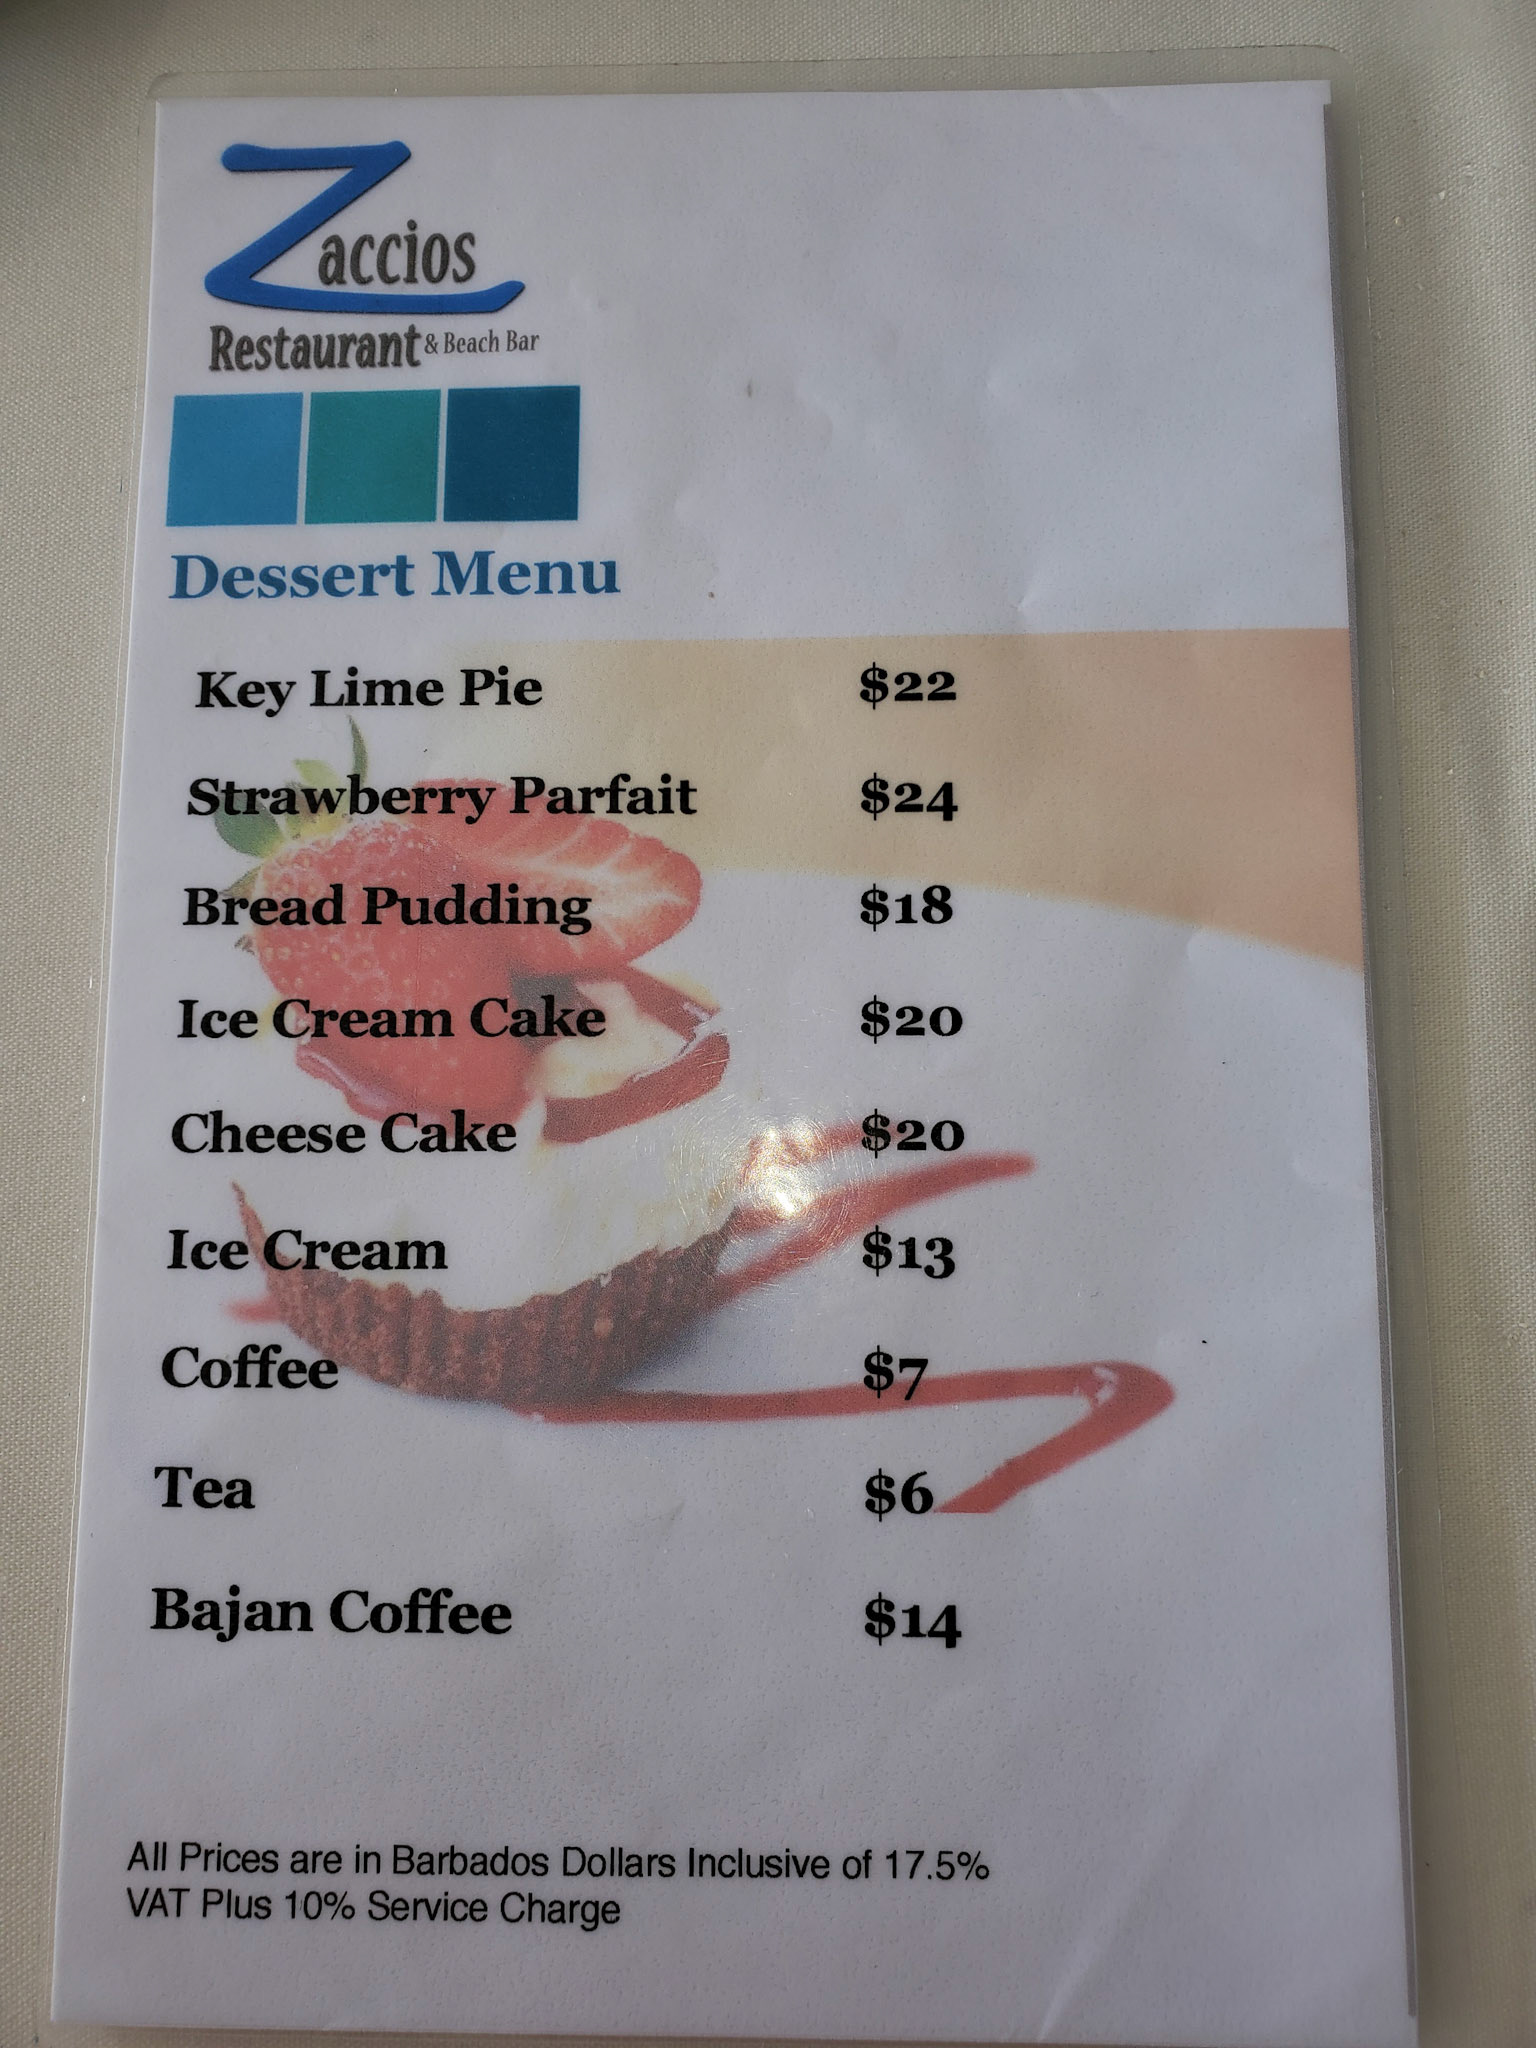 Zaccios
Restaurant & Beach Bar
Dessert Menu
Key Lime Pie $22
Strawberry Parfait $24
Bread Pudding $18
Ice Cream Cake $20
Cheese Cake $20
Ice Cream $13
Coffee $7
Tea $6
Bajan Coffee $14
All Prices are in Barbados Dollars Inclusive of 17.5%
VAT Plus 10% Service Charge